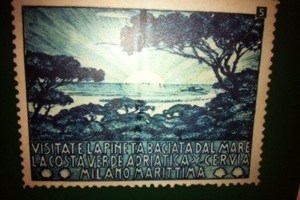 5
VISITATE LA PINETA BACIATA DAL MARE
LA COSTA VERDE ADRIATICA CERVIA
MILANO MARITTIMA